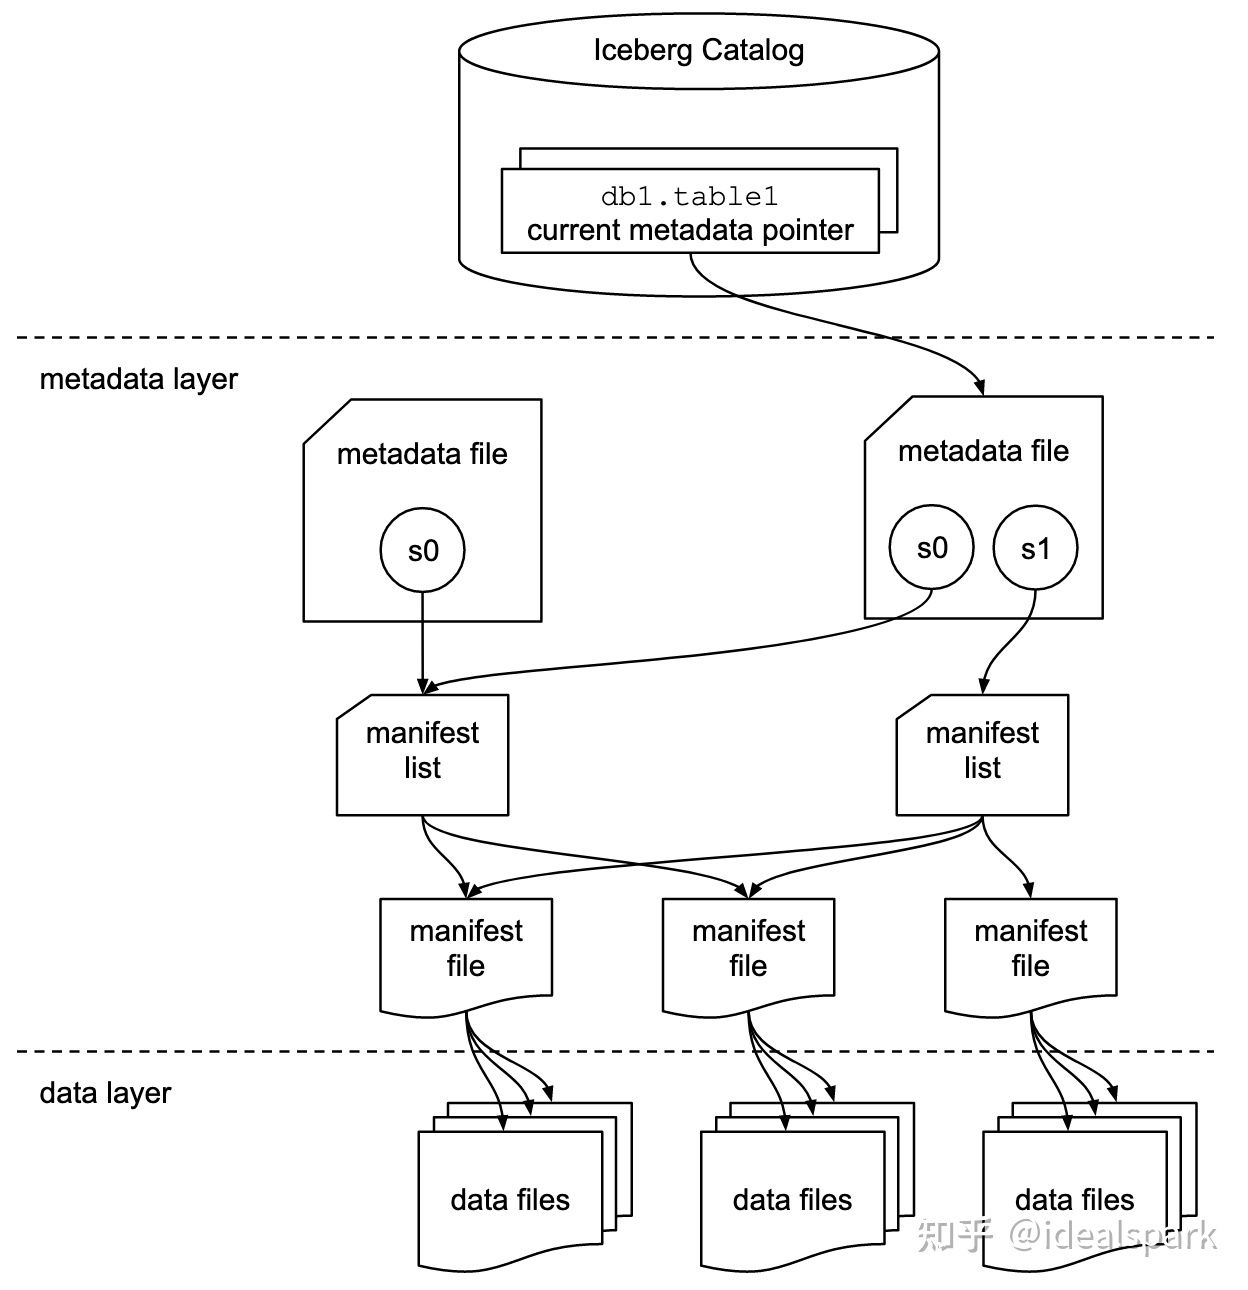 Iceberg Catalog
db1.table1
current metadata pointer
metadata layer
metadata file
s0
metadata file
s0
s1
manifest
list
manifest
list
manifest
file
manifest
file
manifest
file
data layer
data files
data files
data files
知乎 @idealspark